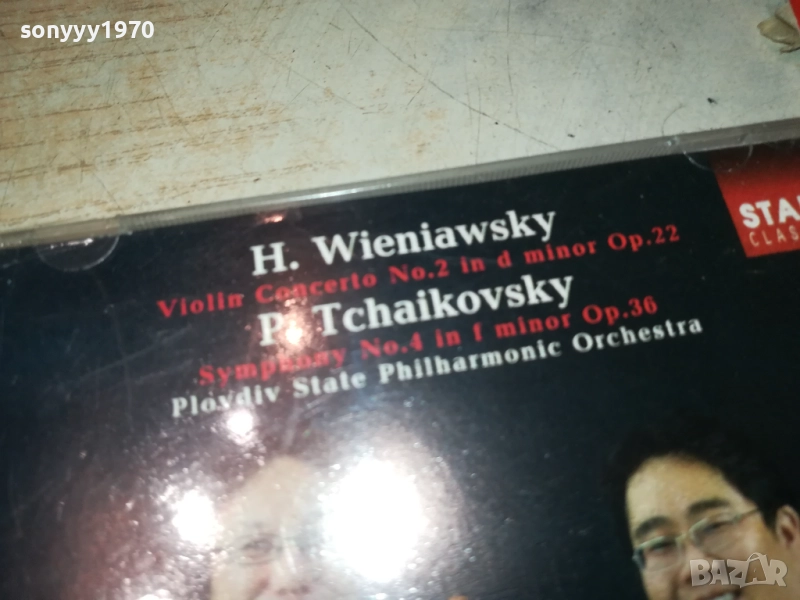 sonyyy1970
H. Wieniawsky
Violin Concerto No.2 in d minor Op.22
P. Tchaikovsky
Symphony No.4 in f minor Op.36
Plovdiv State Philharmonic Orchestra
BAZAR